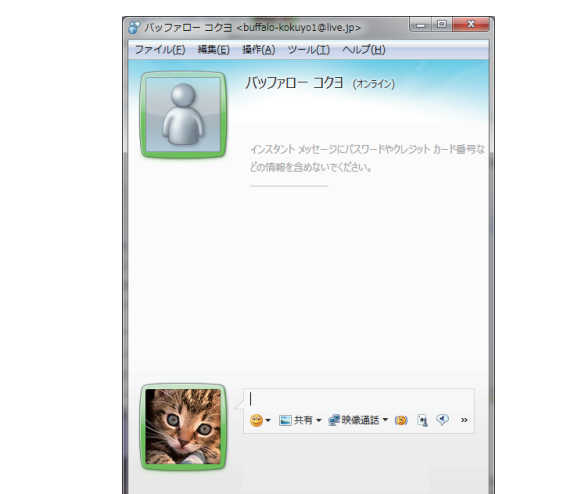 バッファロー コクヨ <buffalo-kokuyo1@live.jp>
ファイル(F) 編集(E) 操作(A) ツール(T) ヘルプ(H)
バッファロー コクヨ (オンライン)
インスタント メッセージにパスワードやクレジット カード番号な
どの情報を含めないでください。
共有 映像通話 »